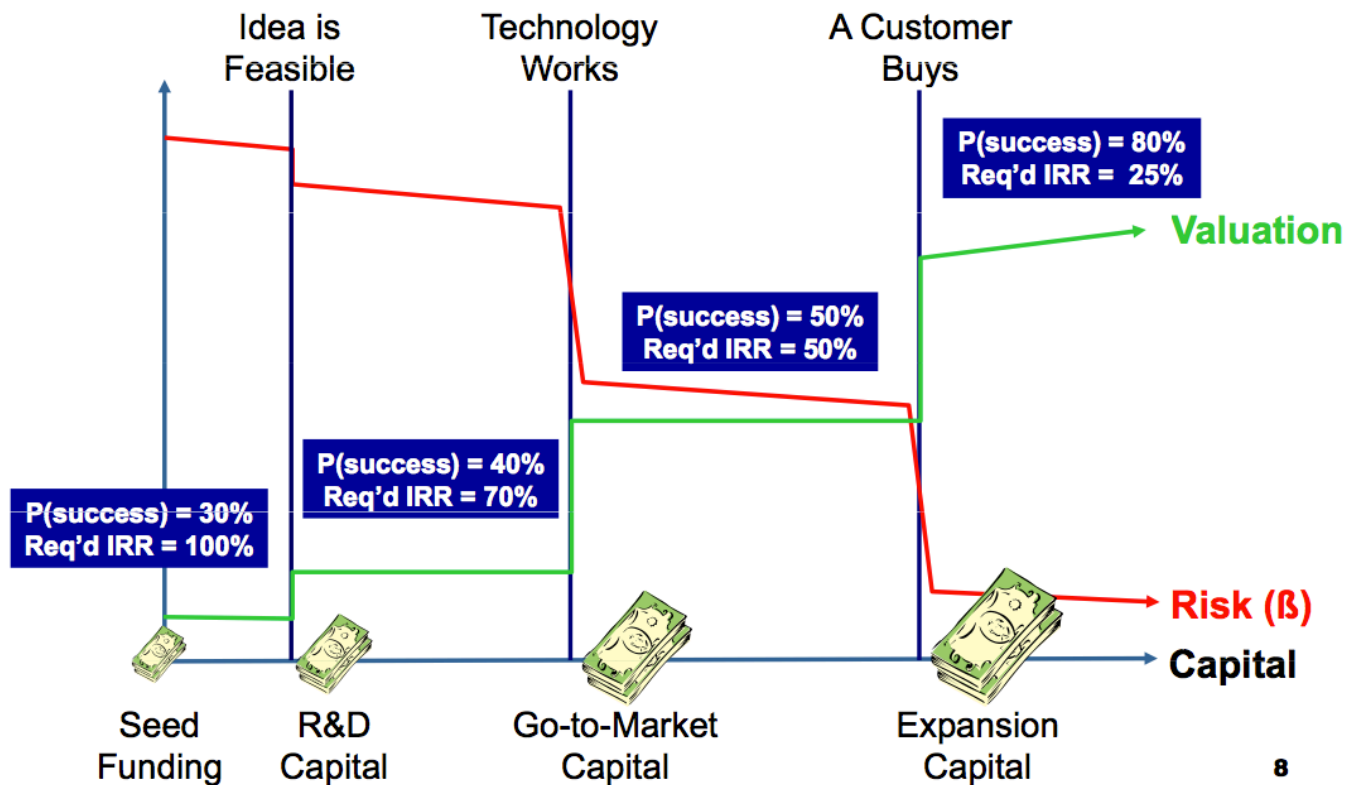 Idea is
Feasible
Technology
Works
A Customer
Buys
P(success) = 80%
Req’d IRR =  25%
Valuation
P(success) = 50%
Req’d IRR = 50%
P(success) = 40%
Req’d IRR = 70%
P(success) = 30%
Req’d IRR = 100%
Risk (ß)
Capital
Seed
Funding
R&D
Capital
Go-to-Market
Capital
Expansion
Capital
8